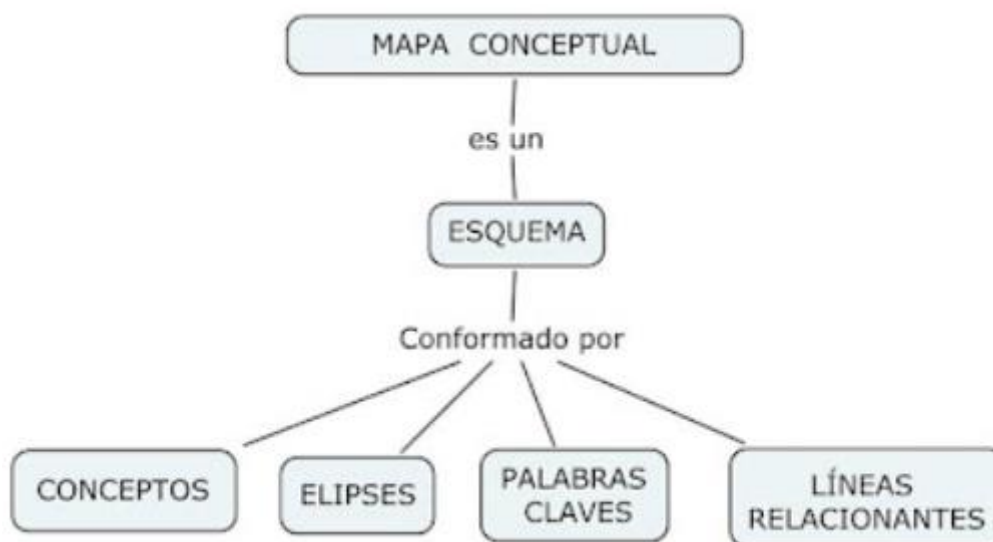 MAPA CONCEPTUAL
es un
ESQUEMA
Conformado por
CONCEPTOS
ELIPSES
PALABRAS
CLAVES
LÍNEAS
RELACIONANTES